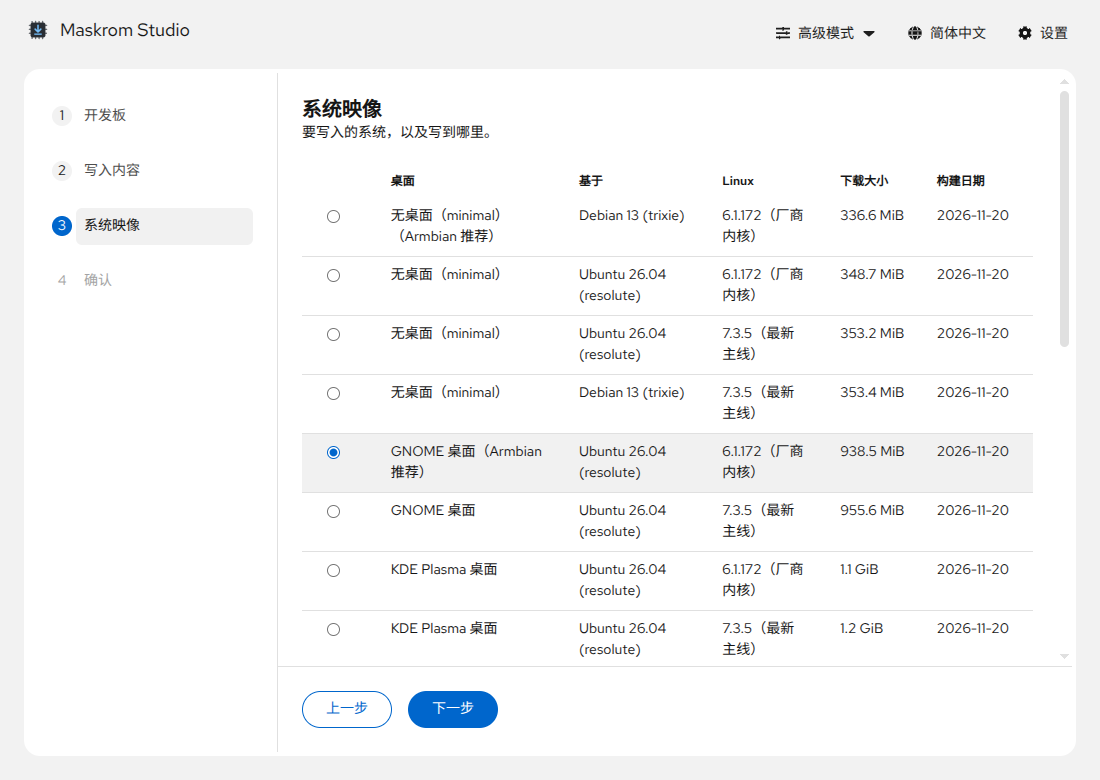 Maskrom Studio
高级模式
简体中文
设置
1 开发板
2 写入内容
3 系统映像
4 确认
系统映像
要写入的系统，以及写到哪里。
桌面 基于 Linux 下载大小 构建日期
无桌面（minimal） Debian 13 (trixie) 6.1.172（厂商 336.6 MiB 2026-11-20
（Armbian 推荐） 内核）
无桌面（minimal） Ubuntu 26.04 6.1.172（厂商 348.7 MiB 2026-11-20
(resolute) 内核）
无桌面（minimal） Ubuntu 26.04 7.3.5（最新 353.2 MiB 2026-11-20
(resolute) 主线）
无桌面（minimal） Debian 13 (trixie) 7.3.5（最新 353.4 MiB 2026-11-20
主线）
GNOME 桌面（Armbian Ubuntu 26.04 6.1.172（厂商 938.5 MiB 2026-11-20
推荐） (resolute) 内核）
GNOME 桌面 Ubuntu 26.04 7.3.5（最新 955.6 MiB 2026-11-20
(resolute) 主线）
KDE Plasma 桌面 Ubuntu 26.04 6.1.172（厂商 1.1 GiB 2026-11-20
(resolute) 内核）
KDE Plasma 桌面 Ubuntu 26.04 7.3.5（最新 1.2 GiB 2026-11-20
(resolute) 主线）
上一步 下一步